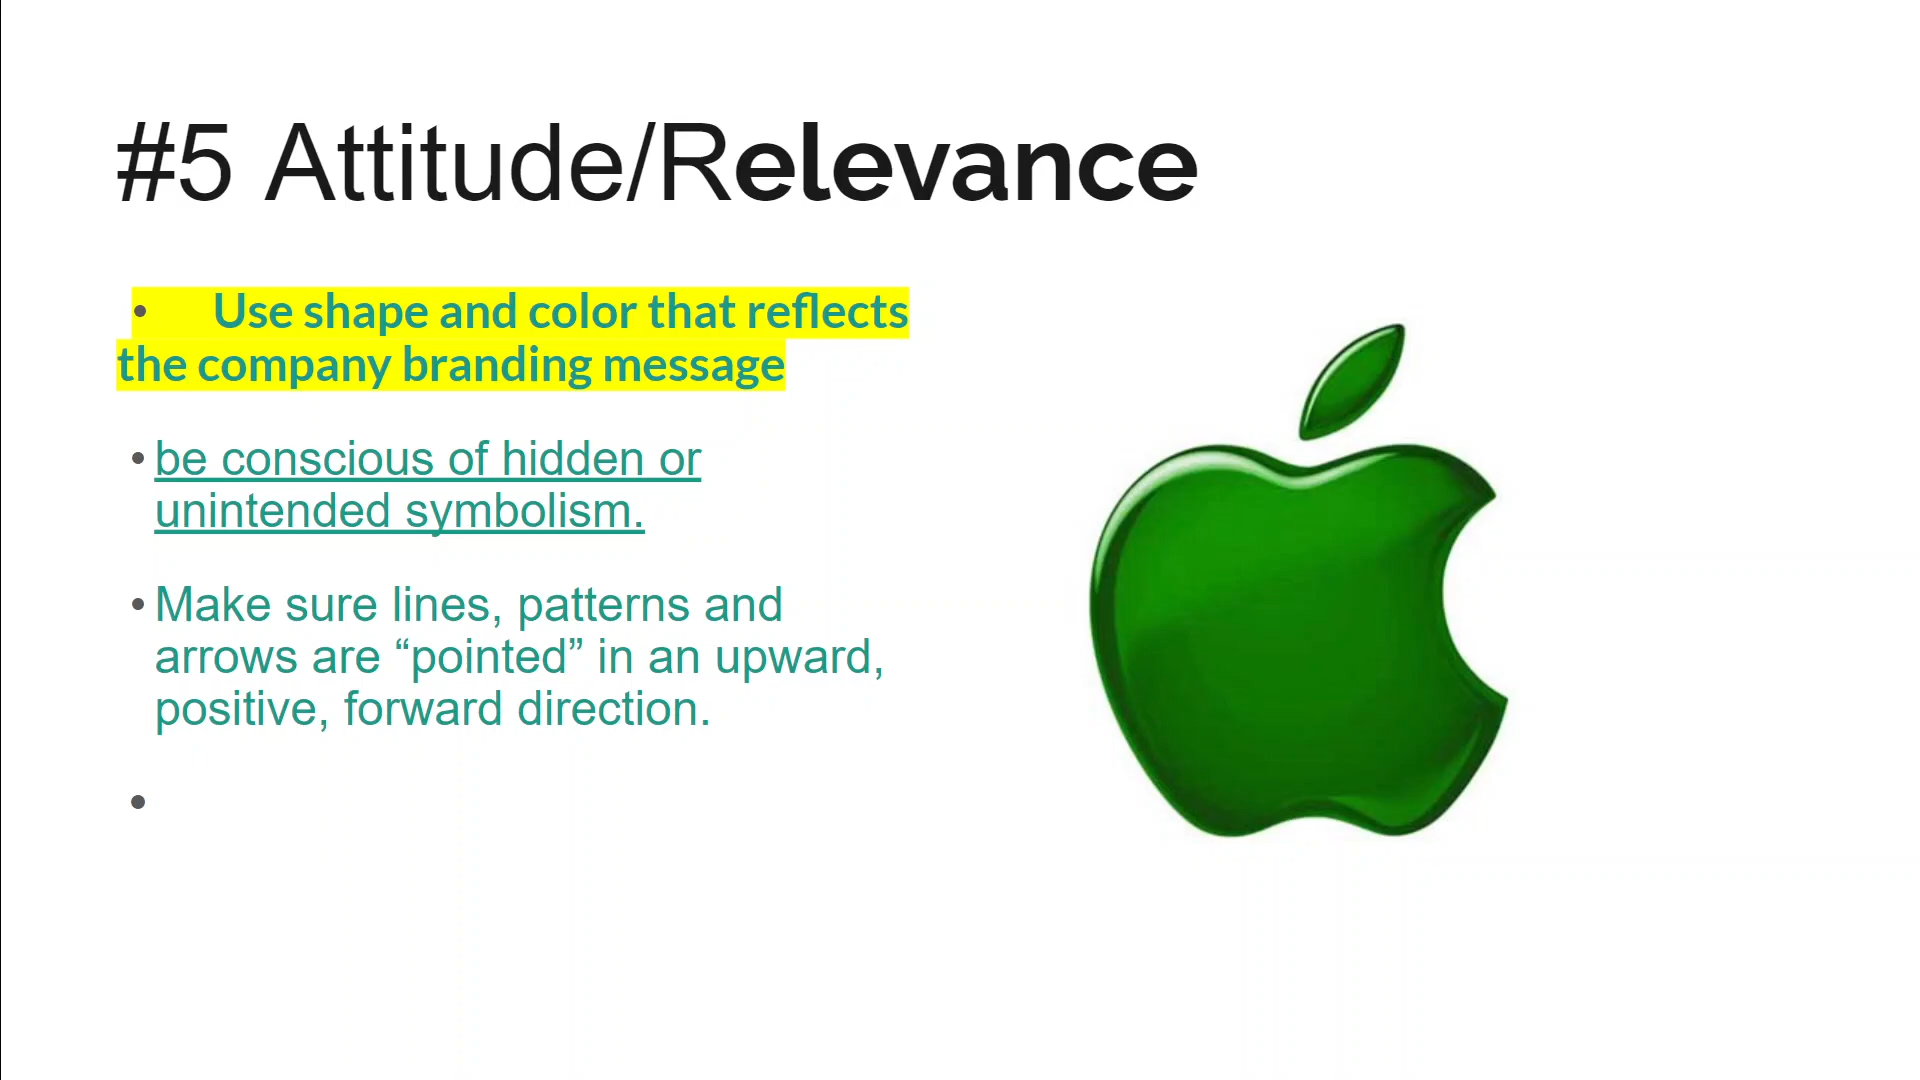 #5 Attitude/Relevance
• Use shape and color that reflects
the company branding message
• be conscious of hidden or
unintended symbolism.
• Make sure lines, patterns and
arrows are “pointed” in an upward,
positive, forward direction.
•